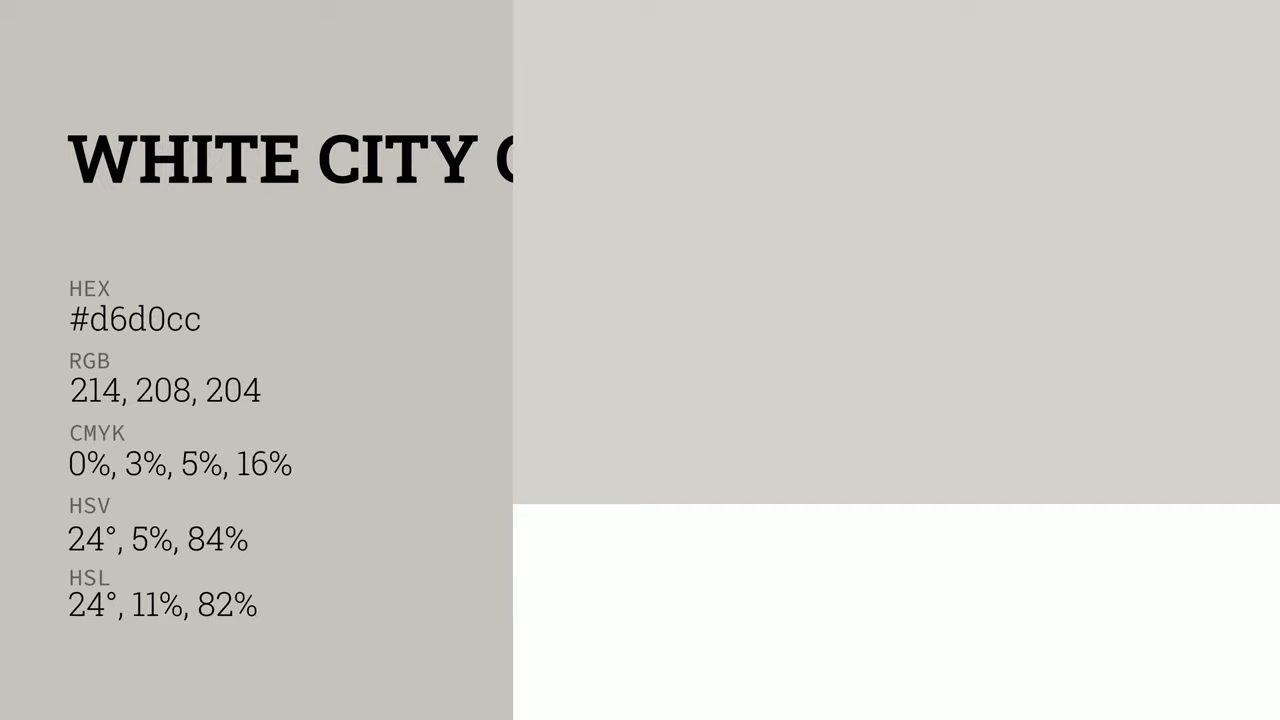 WHITE CITY
HEX
#d6d0cc
RGB
214, 208, 204
CMYK
0%, 3%, 5%, 16%
HSV
24°, 5%, 84%
HSL
24°, 11%, 82%